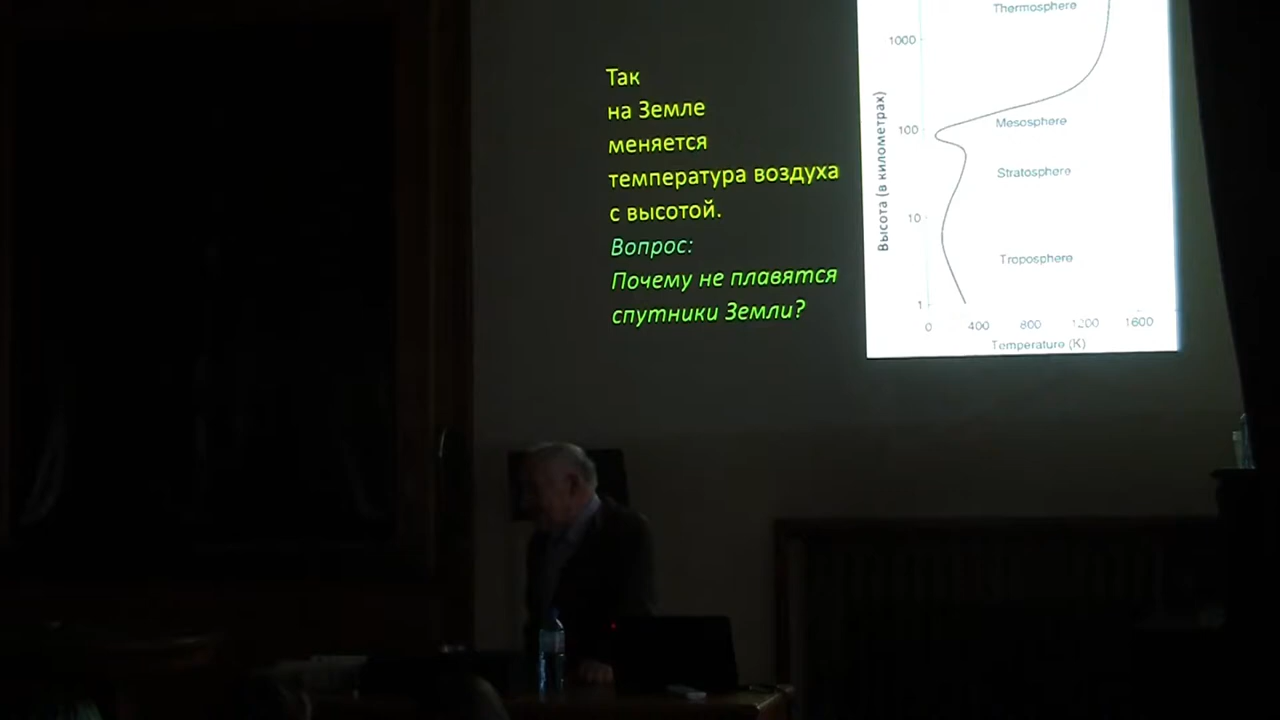 Так
на Земле
меняется
температура воздуха
с высотой.
Вопрос:
Почему не плавятся
спутники Земли?
Thermosphere
1000
Mesosphere
100
Stratosphere
10
Troposphere
1
0 400 800 1200 1600
Temperature (K)
Высота (в километрах)